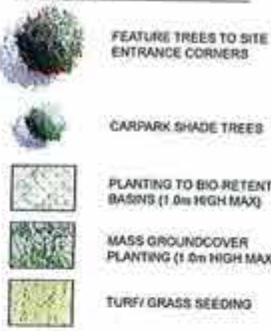 FEATURE TREES TO SITE
ENTRANCE CORNERS
CARPARK SHADE TREES
PLANTING TO BIO-RETENT
BASINS (1.0m HIGH MAX)
MASS GROUNDCOVER
PLANTING (1.0m HIGH MAX
TURF/ GRASS SEEDING